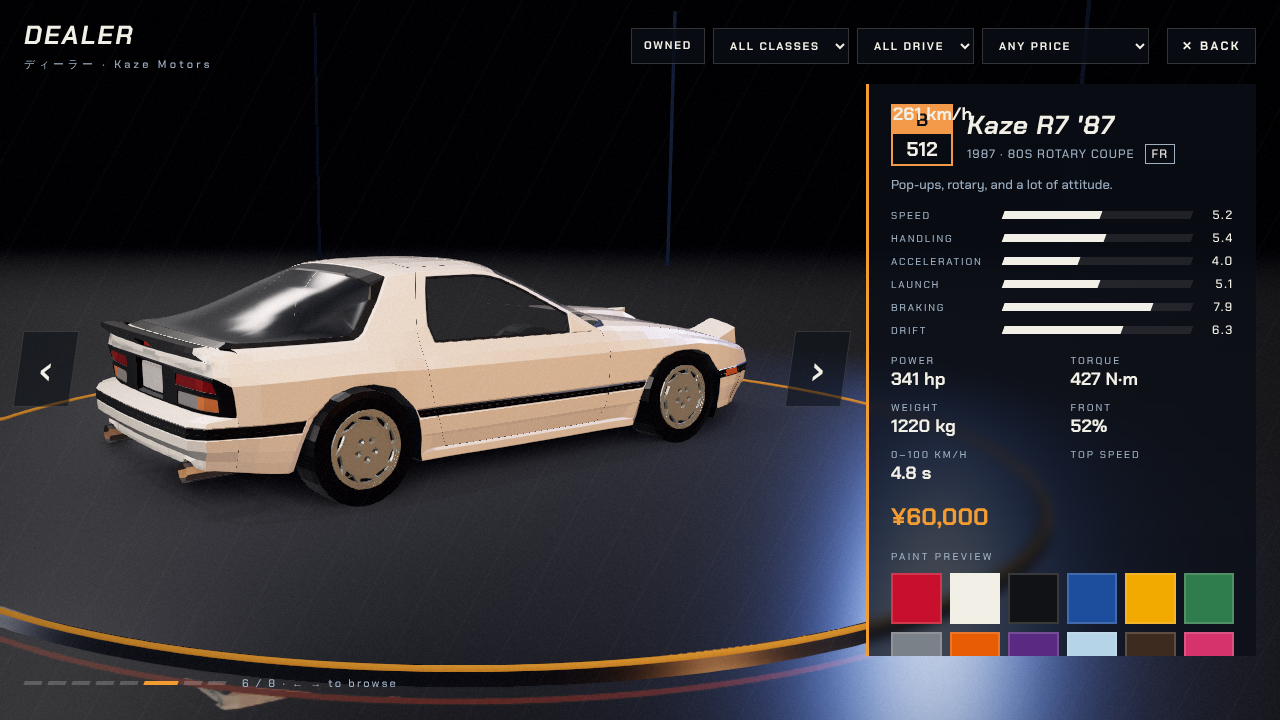 DEALER
ディーラー · Kaze Motors
OWNED
ALL CLASSES
ALL DRIVE
ANY PRICE
✕ BACK
261 km/h
B
512
Kaze R7 '87
1987 · 80S ROTARY COUPE FR
Pop-ups, rotary, and a lot of attitude.
SPEED 5.2
HANDLING 5.4
ACCELERATION 4.0
LAUNCH 5.1
BRAKING 7.9
DRIFT 6.3
POWER TORQUE
341 hp 427 N·m
WEIGHT FRONT
1220 kg 52%
0–100 KM/H TOP SPEED
4.8 s
¥60,000
PAINT PREVIEW
‹ ›
6 / 8 · ← → to browse